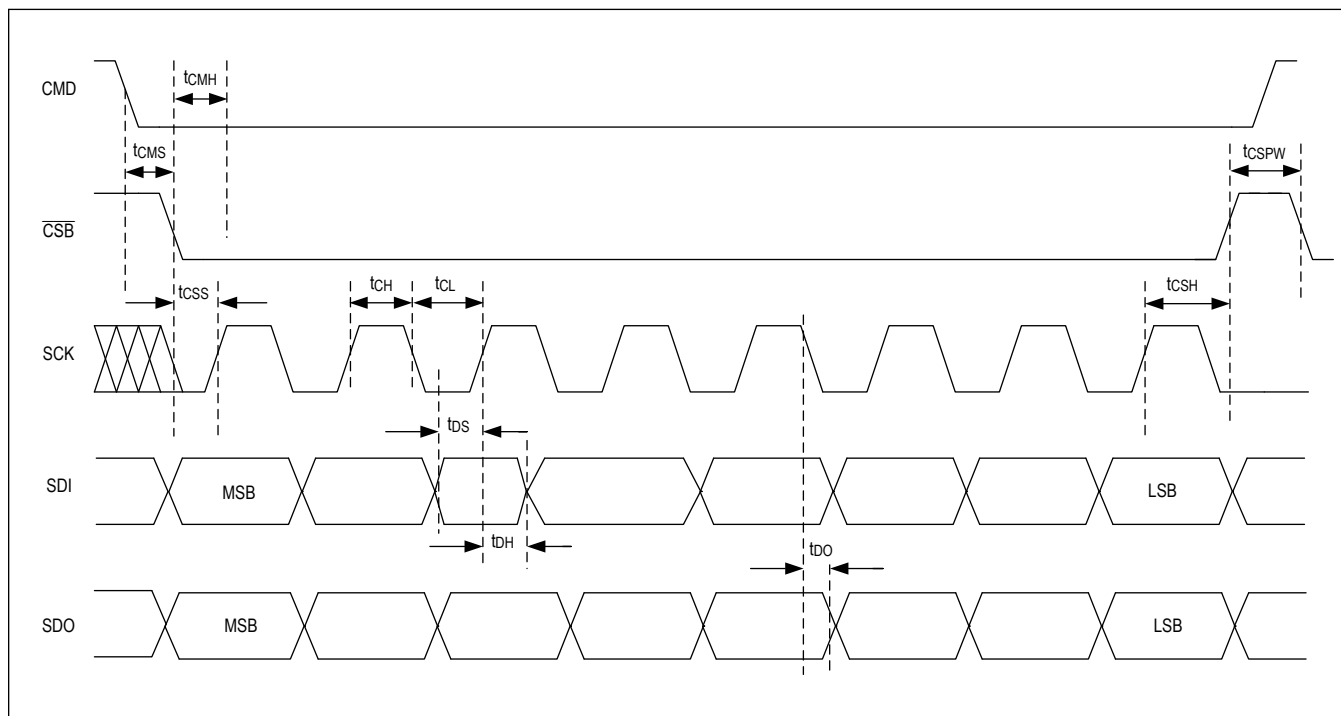 CMD
tCMH
tCMS
tCSPW
CSB
tCSS
tCH
tCL
tCSH
SCK
tDS
SDI
MSB
LSB
tDH
tDO
SDO
MSB
LSB